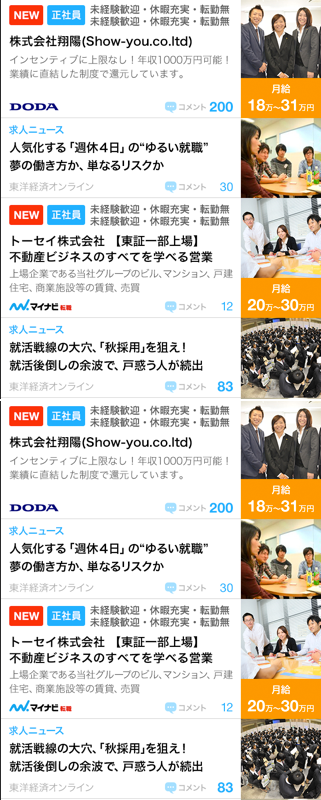 NEW 正社員 未経験歓迎・休暇充実・転勤無
未経験歓迎・休暇充実・転勤無
株式会社翔陽(Show-you.co.ltd)
インセンティブに上限なし！年収1000万円可能！
業績に直結した制度で還元しています。
DODA コメント 200
月給
18万~31万円
求人ニュース
人気化する「週休4日」の“ゆるい就職”
夢の働き方か、単なるリスクか
東洋経済オンライン コメント 30
NEW 正社員 未経験歓迎・休暇充実・転勤無
未経験歓迎・休暇充実・転勤無
トーセイ株式会社 【東証一部上場】
不動産ビジネスのすべてを学べる営業
上場企業である当社グループのビル、マンション、戸建
住宅、商業施設等の賃貸、売買
マイナビ転職 コメント 12
月給
20万~30万円
求人ニュース
就活戦線の大穴、「秋採用」を狙え！
就活後倒しの余波で、戸惑う人が続出
東洋経済オンライン コメント 83
NEW 正社員 未経験歓迎・休暇充実・転勤無
未経験歓迎・休暇充実・転勤無
株式会社翔陽(Show-you.co.ltd)
インセンティブに上限なし！年収1000万円可能！
業績に直結した制度で還元しています。
DODA コメント 200
月給
18万~31万円
求人ニュース
人気化する「週休4日」の“ゆるい就職”
夢の働き方か、単なるリスクか
東洋経済オンライン コメント 30
NEW 正社員 未経験歓迎・休暇充実・転勤無
未経験歓迎・休暇充実・転勤無
トーセイ株式会社 【東証一部上場】
不動産ビジネスのすべてを学べる営業
上場企業である当社グループのビル、マンション、戸建
住宅、商業施設等の賃貸、売買
マイナビ転職 コメント 12
月給
20万~30万円
求人ニュース
就活戦線の大穴、「秋採用」を狙え！
就活後倒しの余波で、戸惑う人が続出
東洋経済オンライン コメント 83